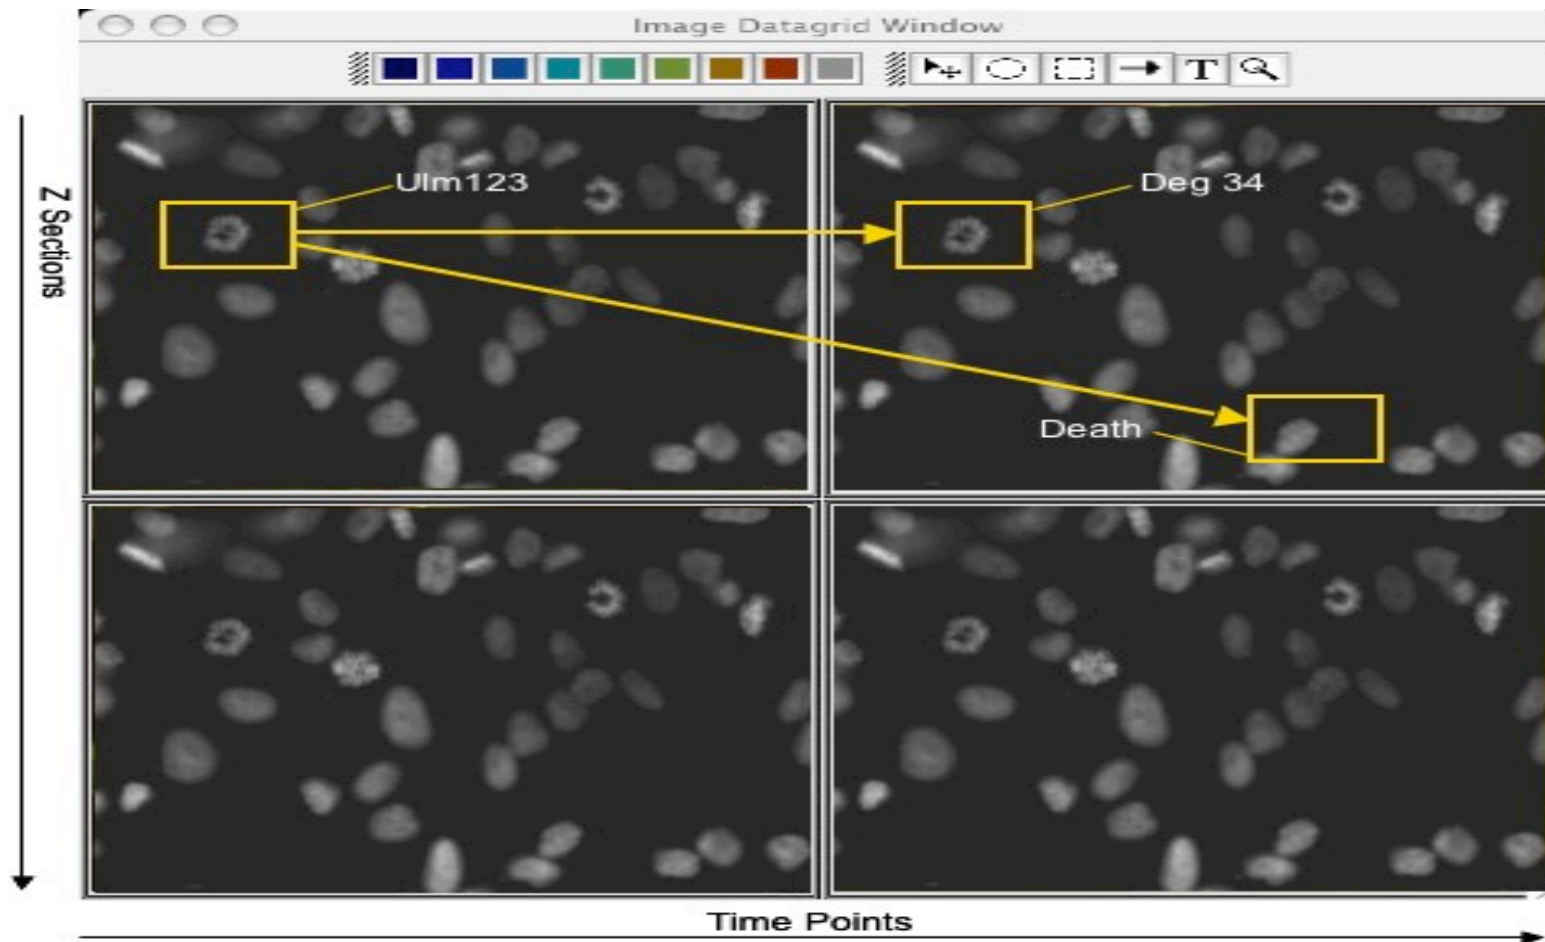 Image Datagrid Window
T
Z Sections
Ulm123
Deg 34
Death
Time Points